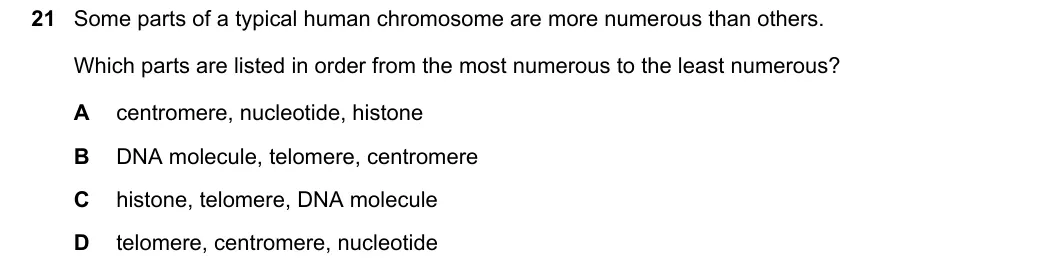 21 Some parts of a typical human chromosome are more numerous than others.
Which parts are listed in order from the most numerous to the least numerous?
A centromere, nucleotide, histone
B DNA molecule, telomere, centromere
C histone, telomere, DNA molecule
D telomere, centromere, nucleotide